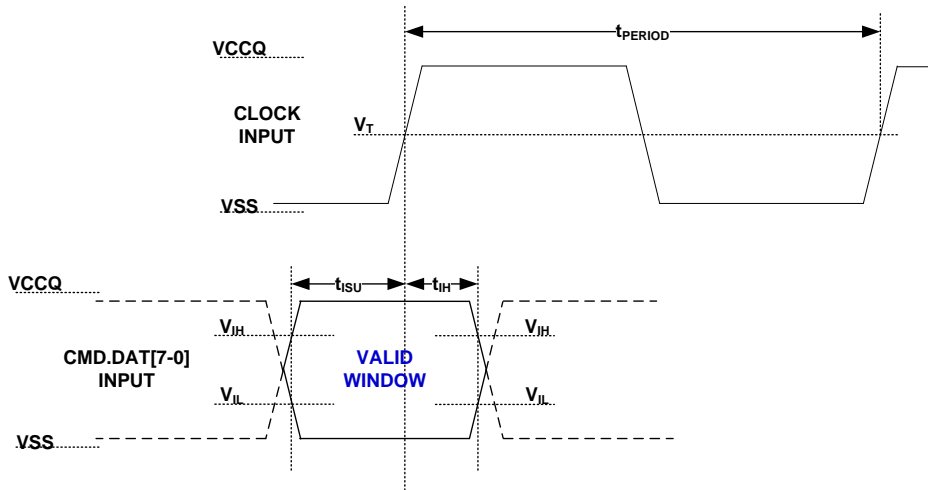 tPERIOD
VCCQ
CLOCK
INPUT
VT
VSS
VCCQ
tISU
tIH
VIH
VIH
CMD.DAT[7-0]
INPUT
VALID
WINDOW
VIL
VIL
VSS